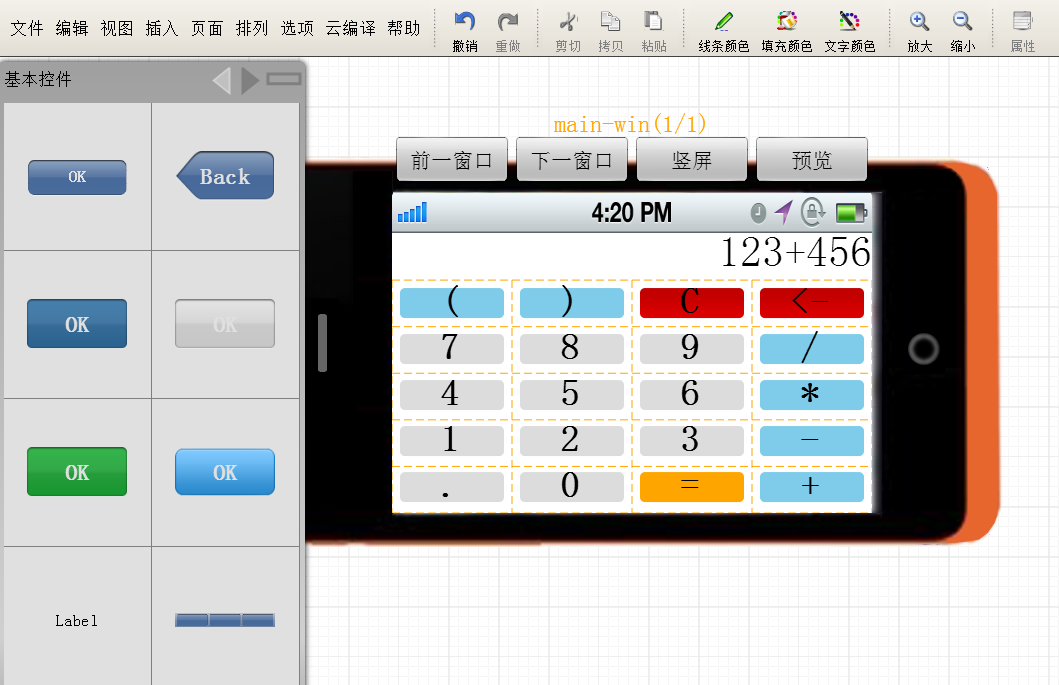 文件 编辑 视图 插入 页面 排列 选项 云编译 帮助
撤销 重做 剪切 拷贝 粘贴 线条颜色 填充颜色 文字颜色 放大 缩小 属性
基本控件
OK Back
OK OK
OK OK
Label
main-win(1/1)
前一窗口 下一窗口 竖屏 预览
4:20 PM
123+456
( ) C <-
7 8 9 /
4 5 6 *
1 2 3 -
. 0 = +